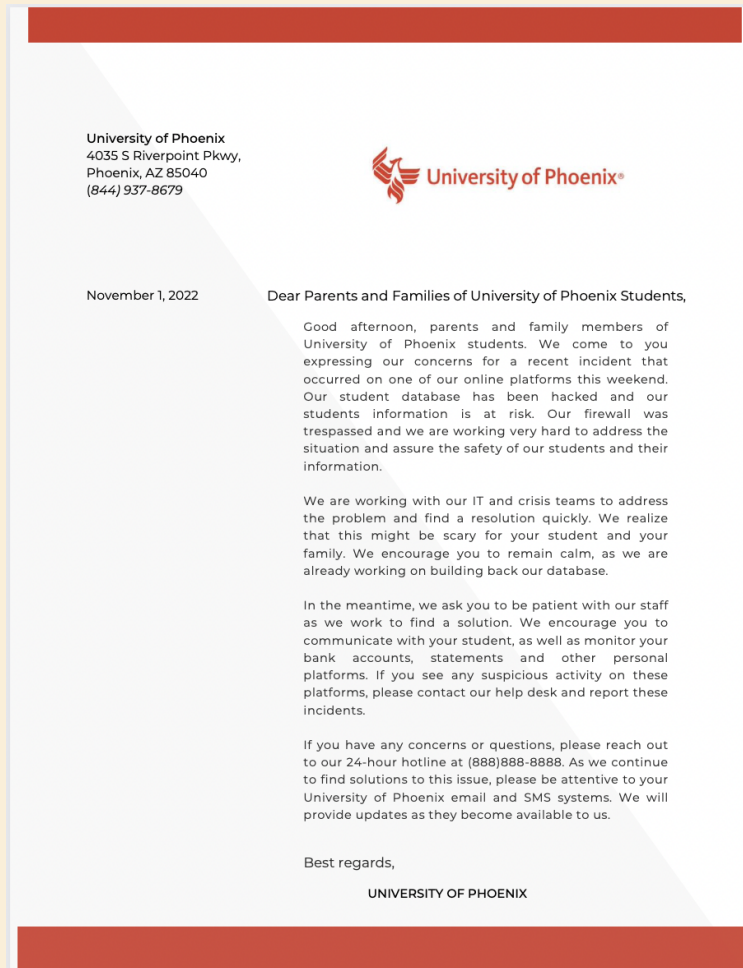 University of Phoenix
4035 S Riverpoint Pkwy,
Phoenix, AZ 85040
(844) 937-8679
University of Phoenix®
November 1, 2022
Dear Parents and Families of University of Phoenix Students,
Good afternoon, parents and family members of
University of Phoenix students. We come to you
expressing our concerns for a recent incident that
occurred on one of our online platforms this weekend.
Our student database has been hacked and our
students information is at risk. Our firewall was
trespassed and we are working very hard to address the
situation and assure the safety of our students and their
information.
We are working with our IT and crisis teams to address
the problem and find a resolution quickly. We realize
that this might be scary for your student and your
family. We encourage you to remain calm, as we are
already working on building back our database.
In the meantime, we ask you to be patient with our staff
as we work to find a solution. We encourage you to
communicate with your student, as well as monitor your
bank accounts, statements and other personal
platforms. If you see any suspicious activity on these
platforms, please contact our help desk and report these
incidents.
If you have any concerns or questions, please reach out
to our 24-hour hotline at (888)888-8888. As we continue
to find solutions to this issue, please be attentive to your
University of Phoenix email and SMS systems. We will
provide updates as they become available to us.
Best regards,
UNIVERSITY OF PHOENIX